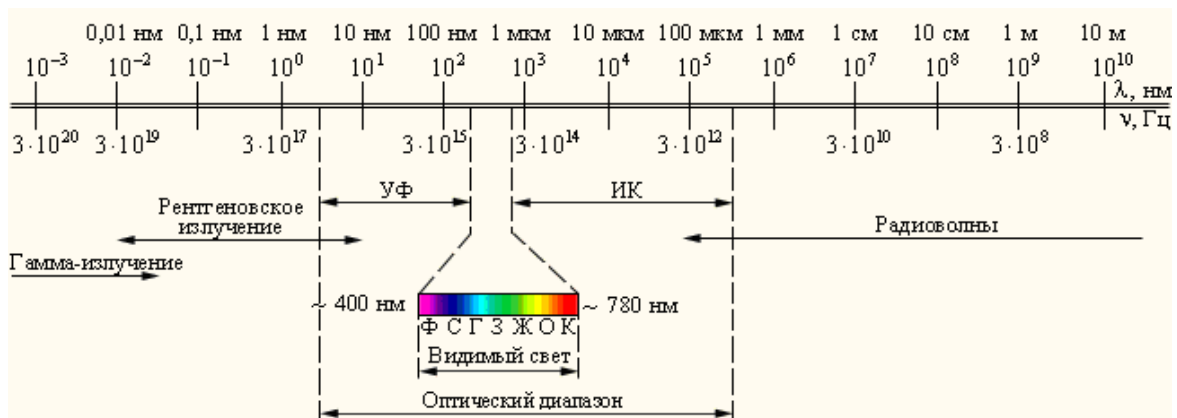 0,01 нм 0,1 нм 1 нм 10 нм 100 нм 1 мкм 10 мкм 100 мкм 1 мм 1 см 10 см 1 м 10 м
10⁻³ 10⁻² 10⁻¹ 10⁰ 10¹ 10² 10³ 10⁴ 10⁵ 10⁶ 10⁷ 10⁸ 10⁹ 10¹⁰
λ, нм
ν, Гц
3·10²⁰ 3·10¹⁹ 3·10¹⁷ 3·10¹⁵ 3·10¹⁴ 3·10¹² 3·10¹⁰ 3·10⁸
УФ ИК
Рентгеновское
излучение
Радиоволны
Гамма-излучение
~ 400 нм ~ 780 нм
Ф С Г З Ж О К
Видимый свет
Оптический диапазон